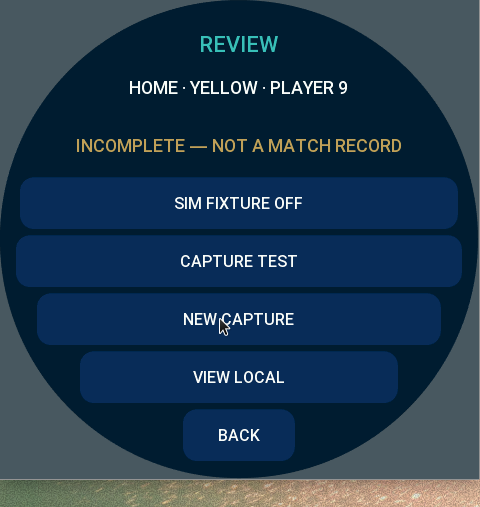 REVIEW
HOME · YELLOW · PLAYER 9
INCOMPLETE — NOT A MATCH RECORD
SIM FIXTURE OFF
CAPTURE TEST
NEW CAPTURE
VIEW LOCAL
BACK